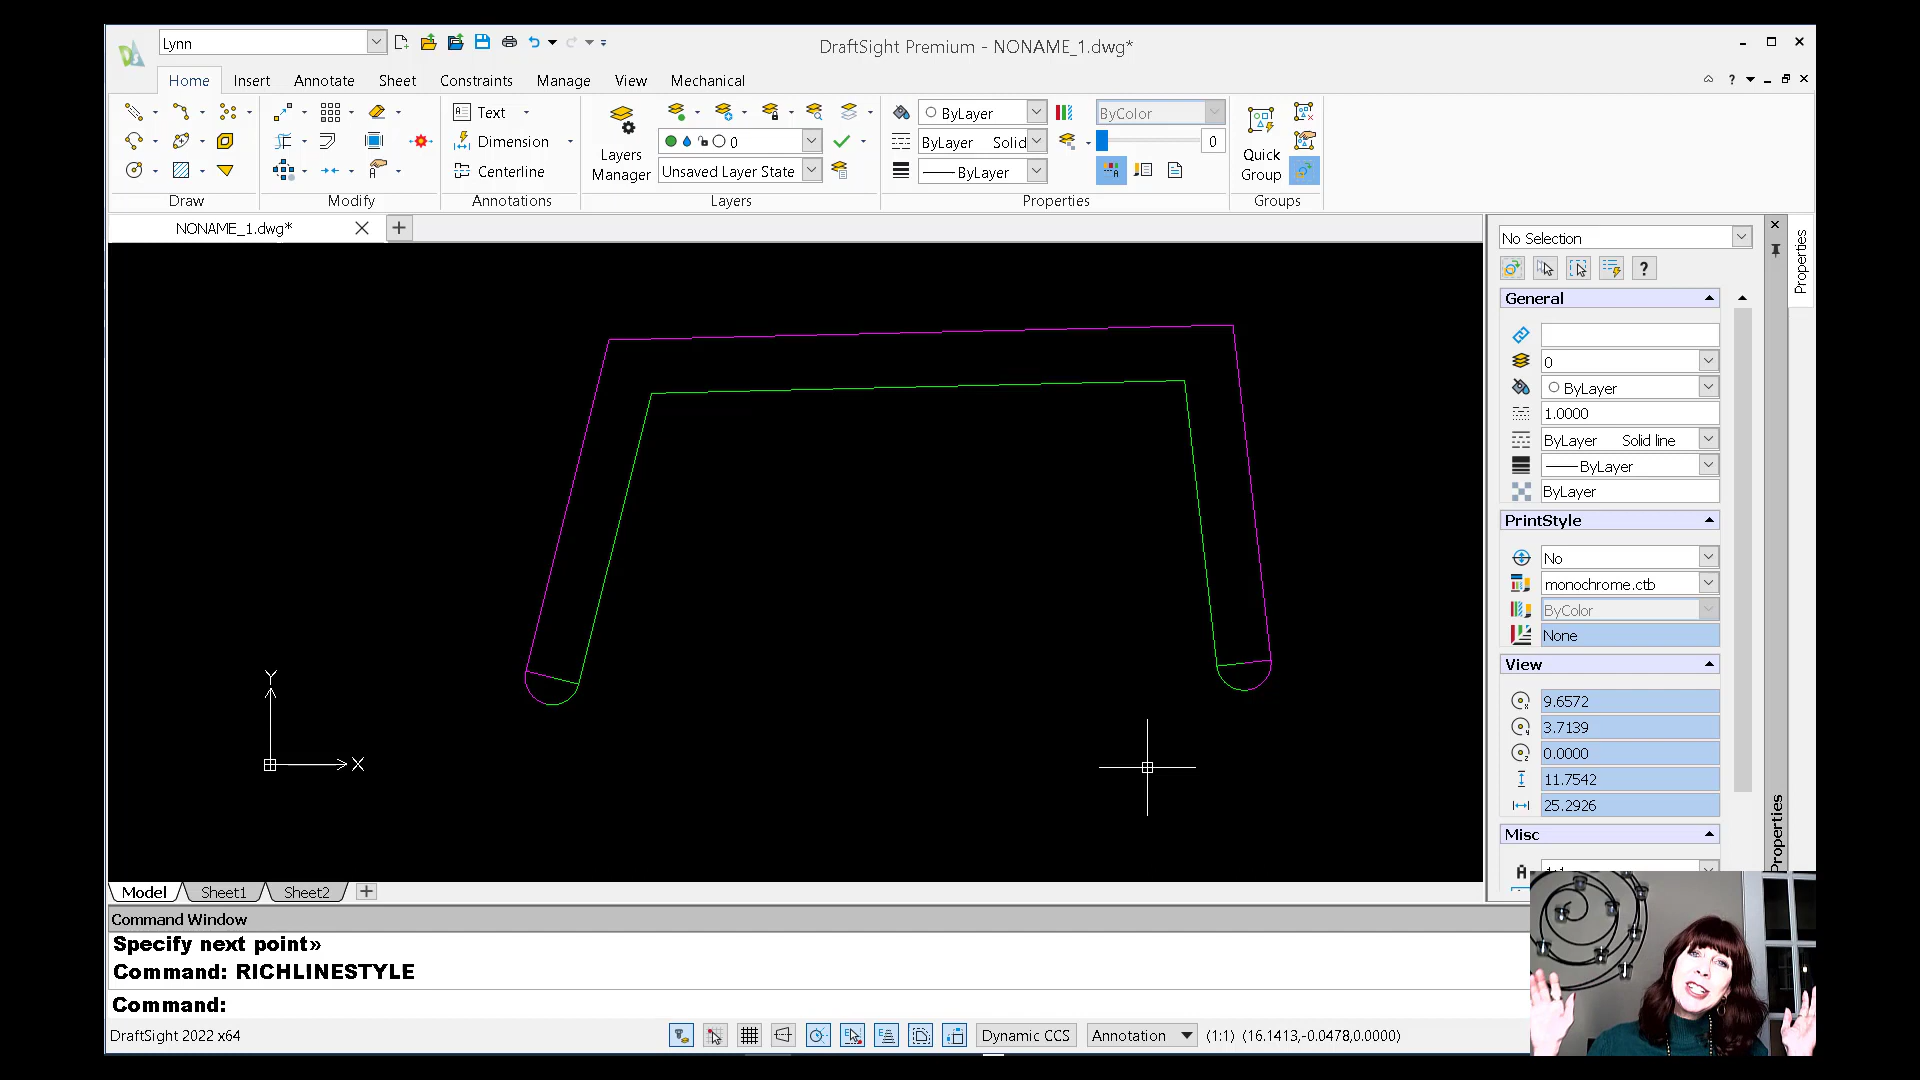 Lynn
DraftSight Premium - NONAME_1.dwg*
Home Insert Annotate Sheet Constraints Manage View Mechanical
Text
Dimension
Centerline
Layers
Manager
0
Unsaved Layer State
ByLayer
ByLayer Solid
ByLayer
ByColor
0
Quick
Group
Draw Modify Annotations Layers Properties Groups
NONAME_1.dwg*
No Selection
Properties
General
0
ByLayer
1.0000
ByLayer Solid line
ByLayer
ByLayer
PrintStyle
No
monochrome.ctb
ByColor
None
View
9.6572
3.7139
0.0000
11.7542
25.2926
Misc
Properties
Y
X
Model Sheet1 Sheet2
Command Window
Specify next point»
Command: RICHLINESTYLE
Command:
DraftSight 2022 x64
Dynamic CCS Annotation (1:1) (16.1413,-0.0478,0.0000)